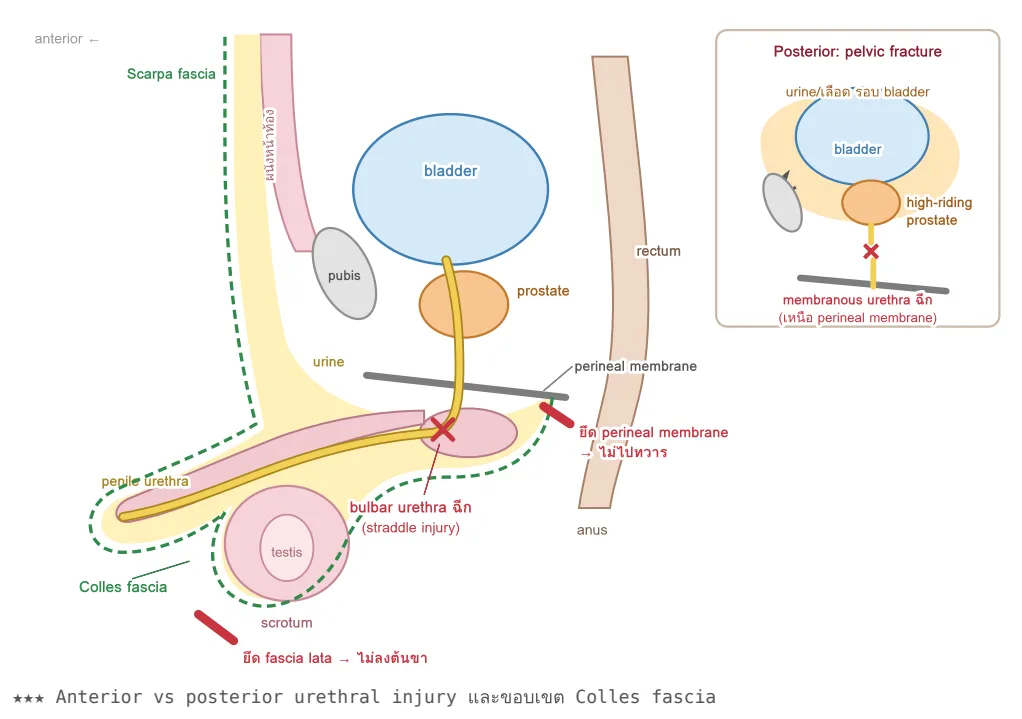 anterior ←
Scarpa fascia
ผนังหน้าท้อง
bladder
pubis
prostate
rectum
urine
perineal membrane
ยึด perineal membrane
→ ไม่ไปทวาร
penile urethra
bulbar urethra ฉีก
(straddle injury)
anus
testis
Colles fascia
scrotum
ยึด fascia lata → ไม่ลงต้นขา
Posterior: pelvic fracture
urine/เลือด รอบ bladder
bladder
high-riding
prostate
membranous urethra ฉีก
(เหนือ perineal membrane)
★★★ Anterior vs posterior urethral injury และขอบเขต Colles fascia